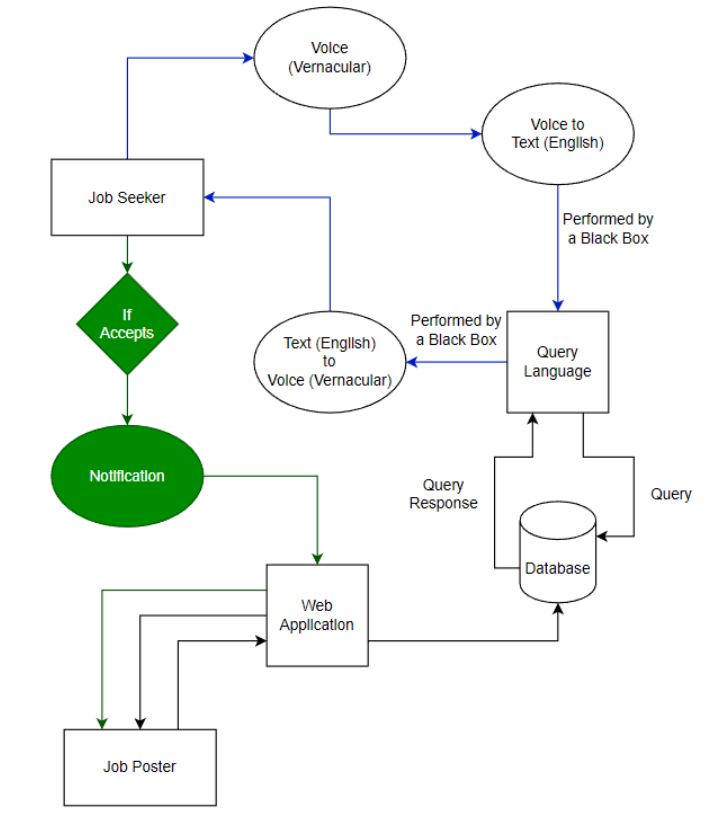 Voice
(Vernacular)
Voice to
Text (English)
Performed by
a Black Box
Job Seeker
If
Accepts
Text (English)
to
Voice (Vernacular)
Performed by
a Black Box
Query
Language
Notification
Query
Response
Query
Database
Web
Application
Job Poster